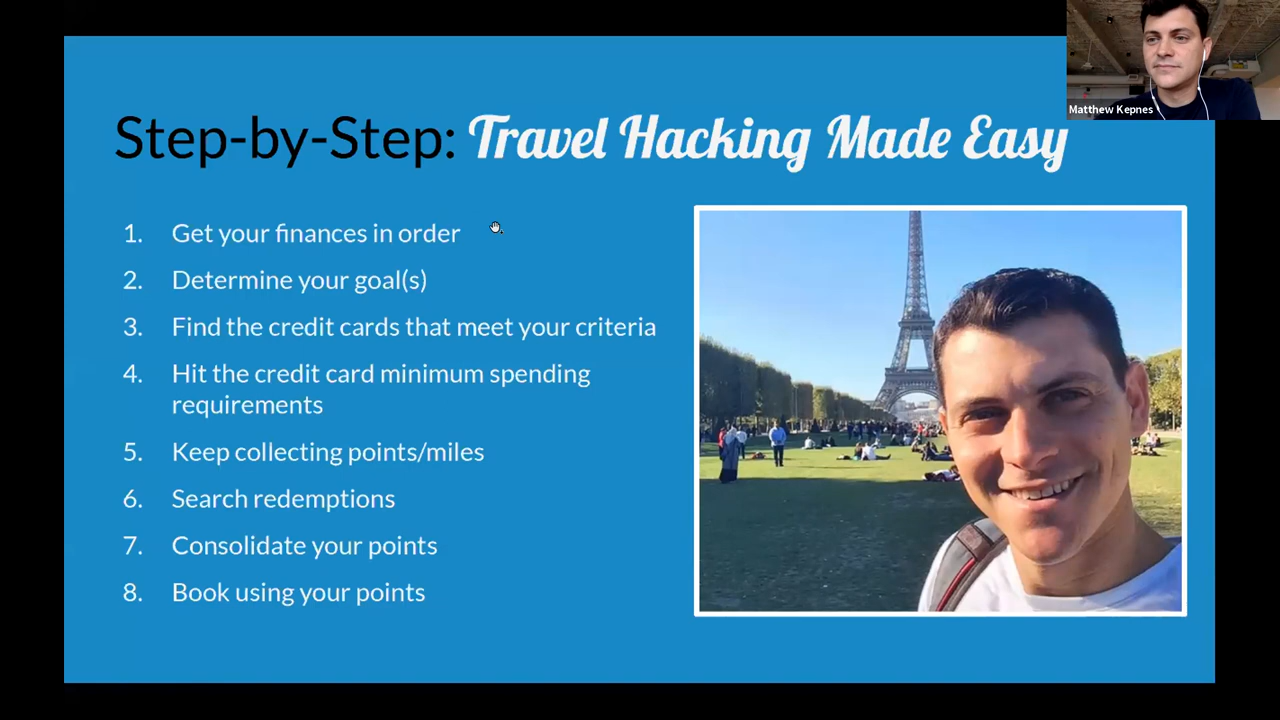 Matthew Kepnes
Step-by-Step: Travel Hacking Made Easy
1. Get your finances in order
2. Determine your goal(s)
3. Find the credit cards that meet your criteria
4. Hit the credit card minimum spending
requirements
5. Keep collecting points/miles
6. Search redemptions
7. Consolidate your points
8. Book using your points